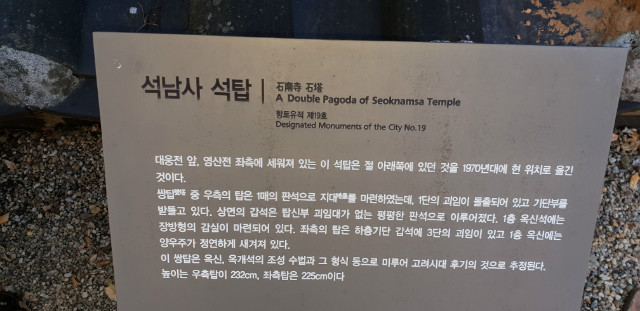 석남사 석탑
石南寺 石塔
A Double Pagoda of Seoknamsa Temple
향토유적 제19호
Designated Monuments of the City No.19
대웅전 앞, 영산전 좌측에 세워져 있는 이 석탑은 절 아래쪽에 있던 것을 1970년대에 현 위치로 옮긴
것이다.
쌍탑雙塔 중 우측의 탑은 1매의 판석으로 지대를 마련하였는데, 1단의 괴임이 돌출되어 있고 기단부를
받들고 있다. 상면의 갑석은 탑신부 괴임대가 없는 평평한 판석으로 이루어졌다. 1층 옥신석에는
장방형의 감실이 마련되어 있다. 좌측의 탑은 하층기단 갑석에 3단의 괴임이 있고 1층 옥신에는
양우주가 정연하게 새겨져 있다.
이 쌍탑은 옥신, 옥개석의 조성 수법과 그 형식 등으로 미루어 고려시대 후기의 것으로 추정된다.
높이는 우측탑이 232cm, 좌측탑은 225cm이다